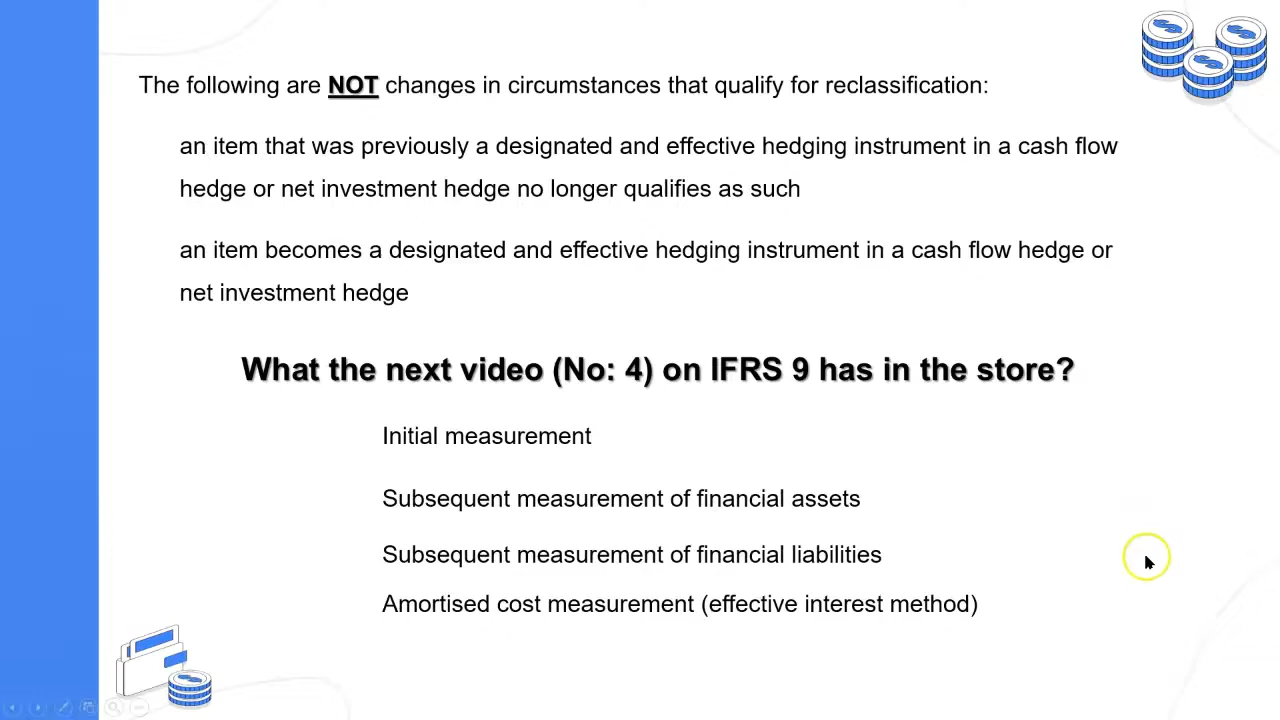 The following are NOT changes in circumstances that qualify for reclassification:
an item that was previously a designated and effective hedging instrument in a cash flow
hedge or net investment hedge no longer qualifies as such
an item becomes a designated and effective hedging instrument in a cash flow hedge or
net investment hedge
What the next video (No: 4) on IFRS 9 has in the store?
Initial measurement
Subsequent measurement of financial assets
Subsequent measurement of financial liabilities
Amortised cost measurement (effective interest method)